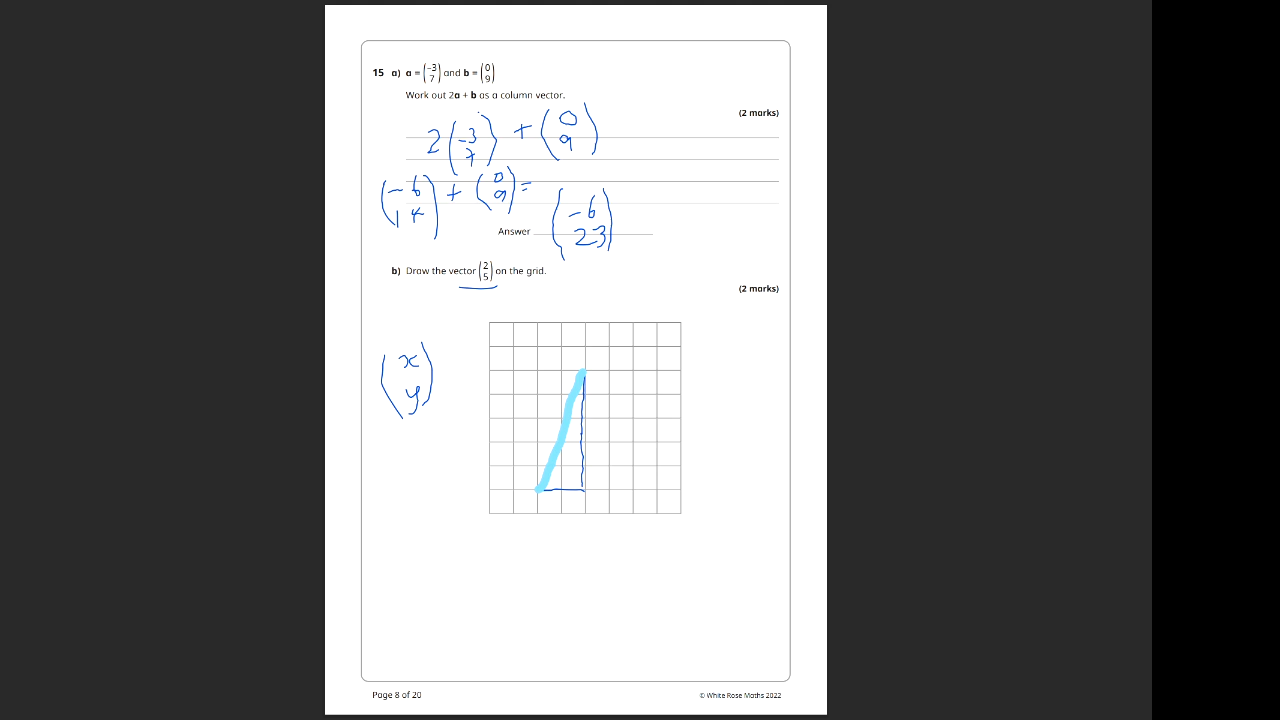 15 a) a = (-3 7) and b = (0 9)
Work out 2a + b as a column vector.
(2 marks)
2 (-3 7) + (0 9)
(-6 14) + (0 9) =
Answer (-6 23)
b) Draw the vector (2 5) on the grid.
(2 marks)
(x y)
Page 8 of 20
© White Rose Maths 2022